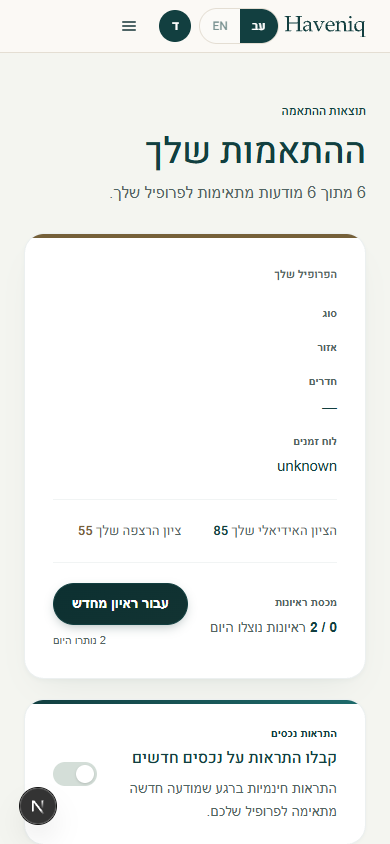 Haveniq עב EN ד
תוצאות ההתאמה
ההתאמות שלך
6 מתוך 6 מודעות מתאימות לפרופיל שלך.
הפרופיל שלך
סוג
אזור
חדרים
—
לוח זמנים
unknown
הציון האידיאלי שלך 85 ציון הרצפה שלך 55
מכסת ראיונות
0 / 2 ראיונות נוצלו היום
עבור ראיון מחדש
2 נותרו היום
התראות נכסים
קבלו התראות על נכסים חדשים
התראות חינמיות ברגע שמודעה חדשה
מתאימה לפרופיל שלכם.
N